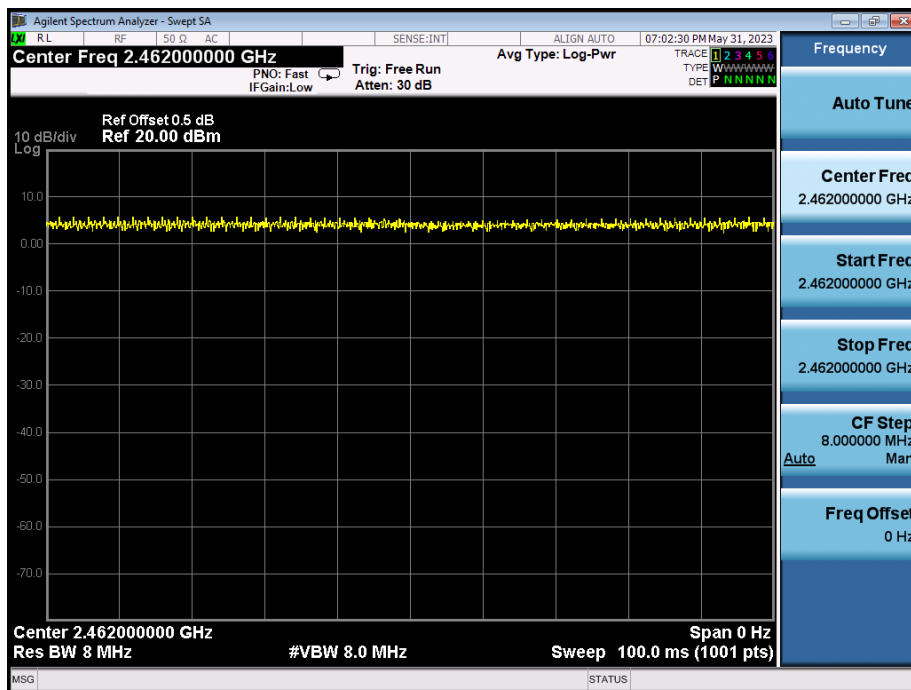 Agilent Spectrum Analyzer - Swept SA
LXI RL RF 50 Ω AC SENSE:INT ALIGN AUTO 07:02:30 PM May 31, 2023
Center Freq 2.462000000 GHz
PNO: Fast
IFGain:Low
Trig: Free Run
Atten: 30 dB
Avg Type: Log-Pwr
TRACE 1 2 3 4 5 6
TYPE WWWWWW
DET P N N N N N
Ref Offset 0.5 dB
10 dB/div Ref 20.00 dBm
Log
10.0
0.00
-10.0
-20.0
-30.0
-40.0
-50.0
-60.0
-70.0
Center 2.462000000 GHz Span 0 Hz
Res BW 8 MHz #VBW 8.0 MHz Sweep 100.0 ms (1001 pts)
MSG STATUS
Frequency
Auto Tune
Center Freq
2.462000000 GHz
Start Freq
2.462000000 GHz
Stop Freq
2.462000000 GHz
CF Step
8.000000 MHz
Auto Man
Freq Offset
0 Hz